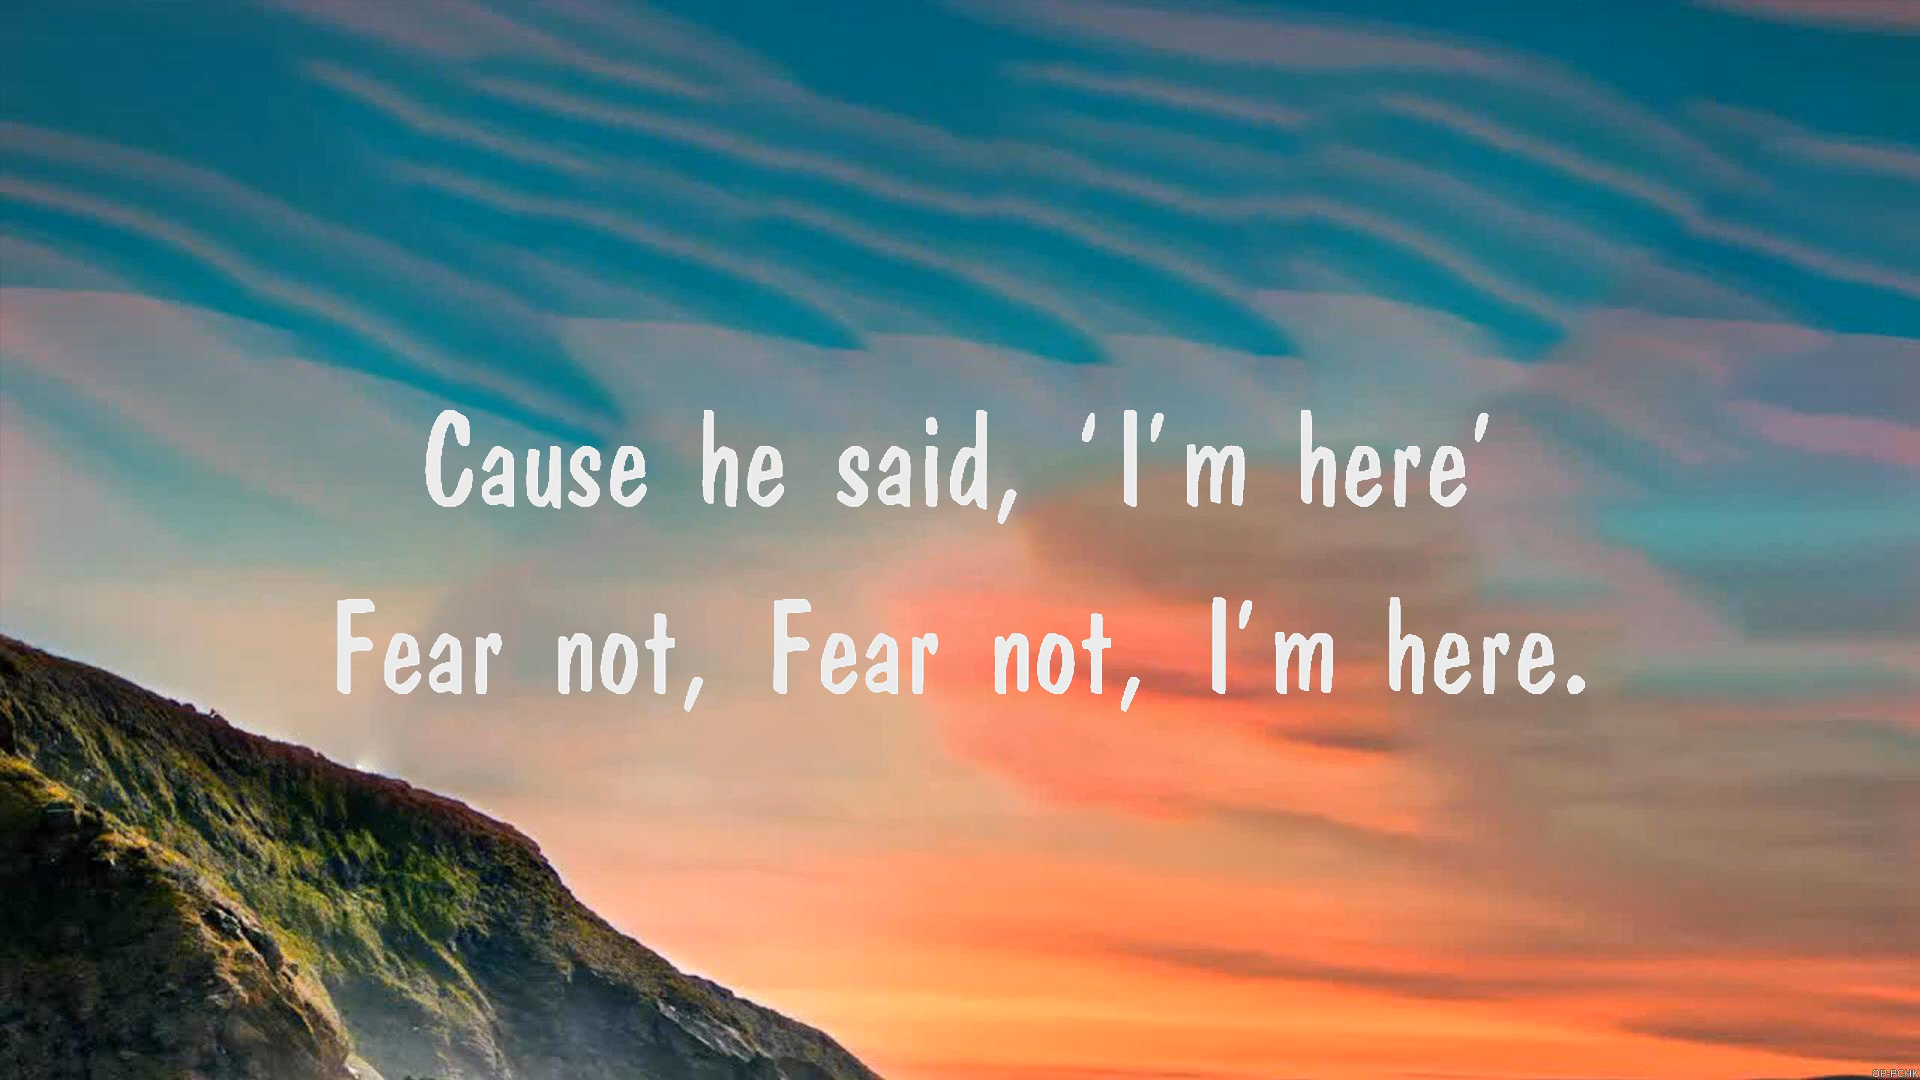 Cause he said, ‘I’m here’
Fear not, Fear not, I’m here.